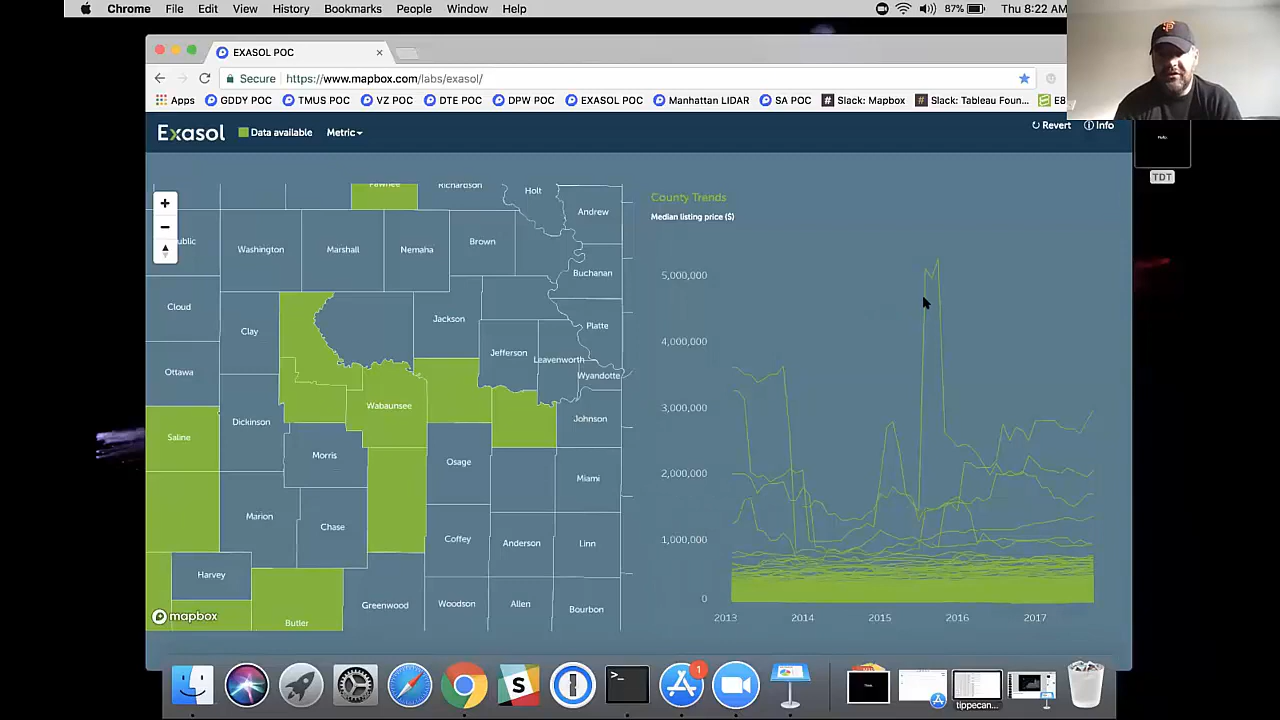 Chrome File Edit View History Bookmarks People Window Help 87% Thu 8:22 AM
EXASOL POC
Secure https://www.mapbox.com/labs/exasol/
Apps GDDY POC TMUS POC VZ POC DTE POC DPW POC EXASOL POC Manhattan LIDAR SA POC Slack: Mapbox Slack: Tableau Foun... E8
Exasol Data available Metric Revert Info
TDT
County Trends
Median listing price ($)
Pawnee Richardson Holt
Andrew
ublic Washington Marshall Nemaha Brown
Buchanan
Cloud Clay Jackson Platte
Jefferson Leavenworth
Ottawa Wyandotte
Dickinson Wabaunsee Johnson
Saline Morris Osage Miami
Marion Chase
Coffey Anderson Linn
Harvey
Greenwood Woodson Allen Bourbon
Butler
mapbox
5,000,000
4,000,000
3,000,000
2,000,000
1,000,000
0
2013 2014 2015 2016 2017
S
1
tippecan...